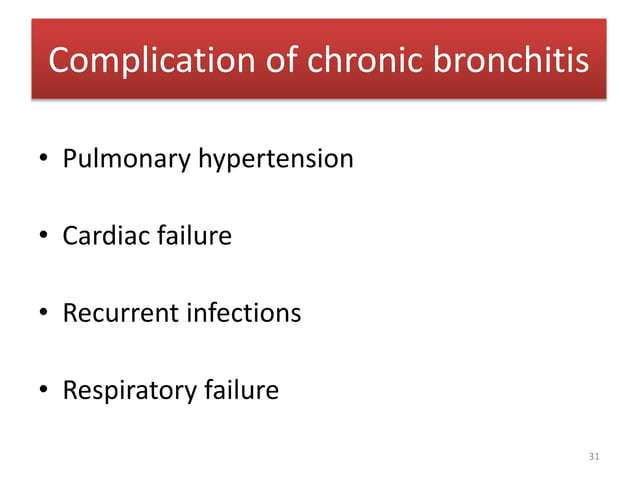 Complication of chronic bronchitis
• Pulmonary hypertension
• Cardiac failure
• Recurrent infections
• Respiratory failure
31